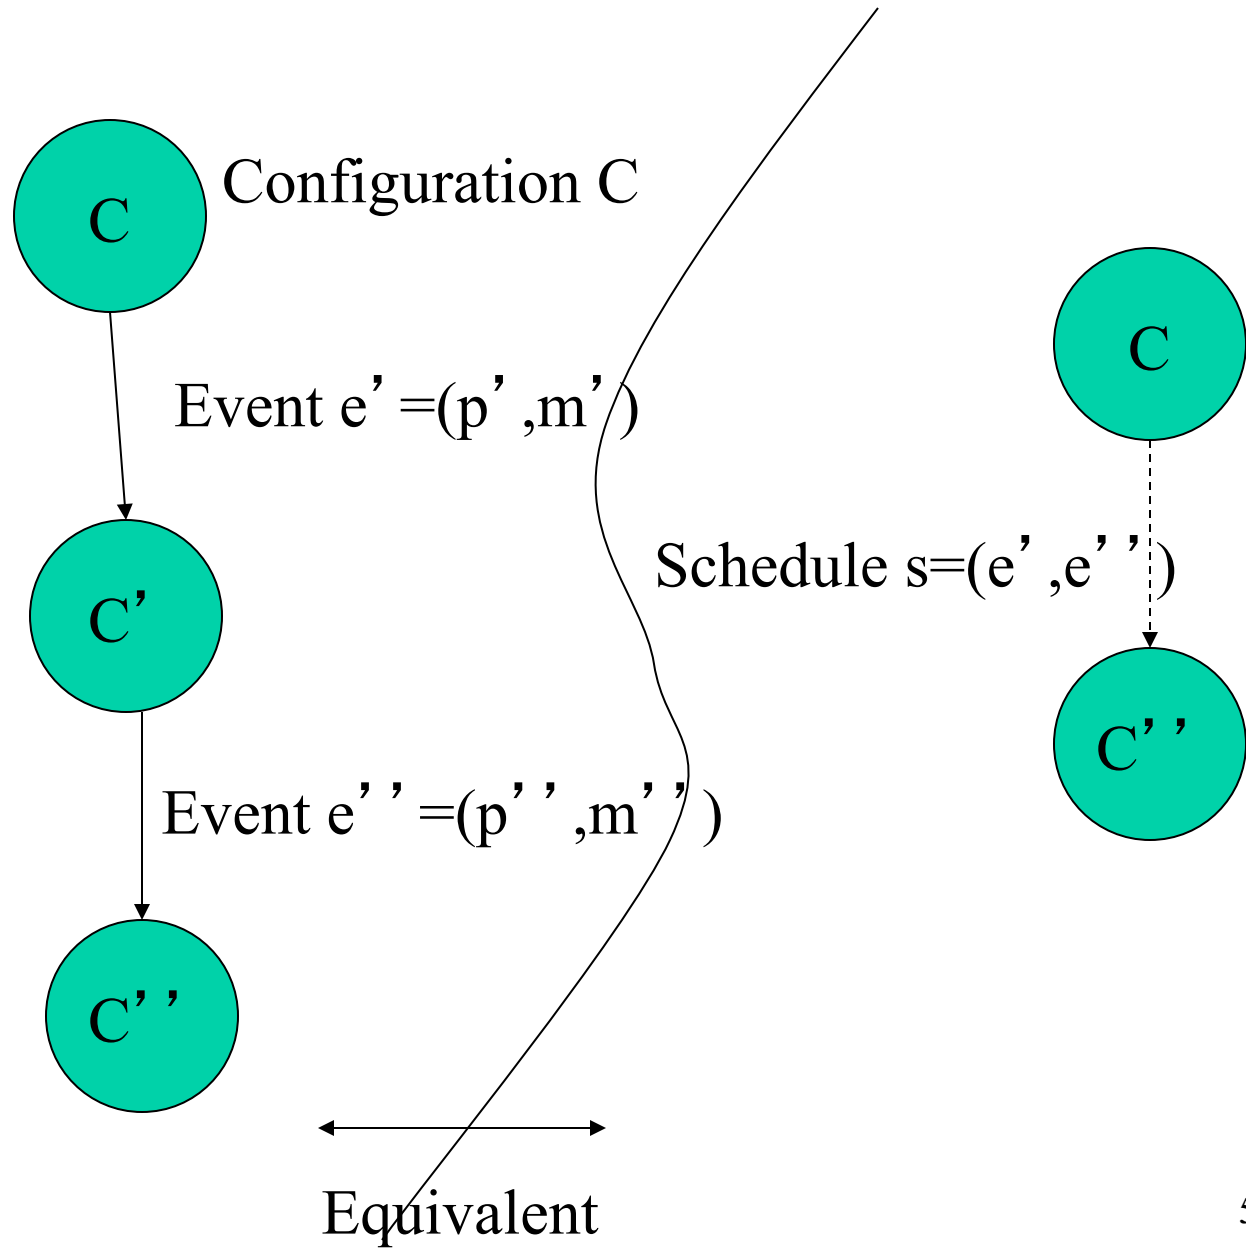 C
Configuration C
Event e’=(p’,m’)
C’
Event e’’=(p’’,m’’)
C’’
C
Schedule s=(e’,e’’)
C’’
Equivalent